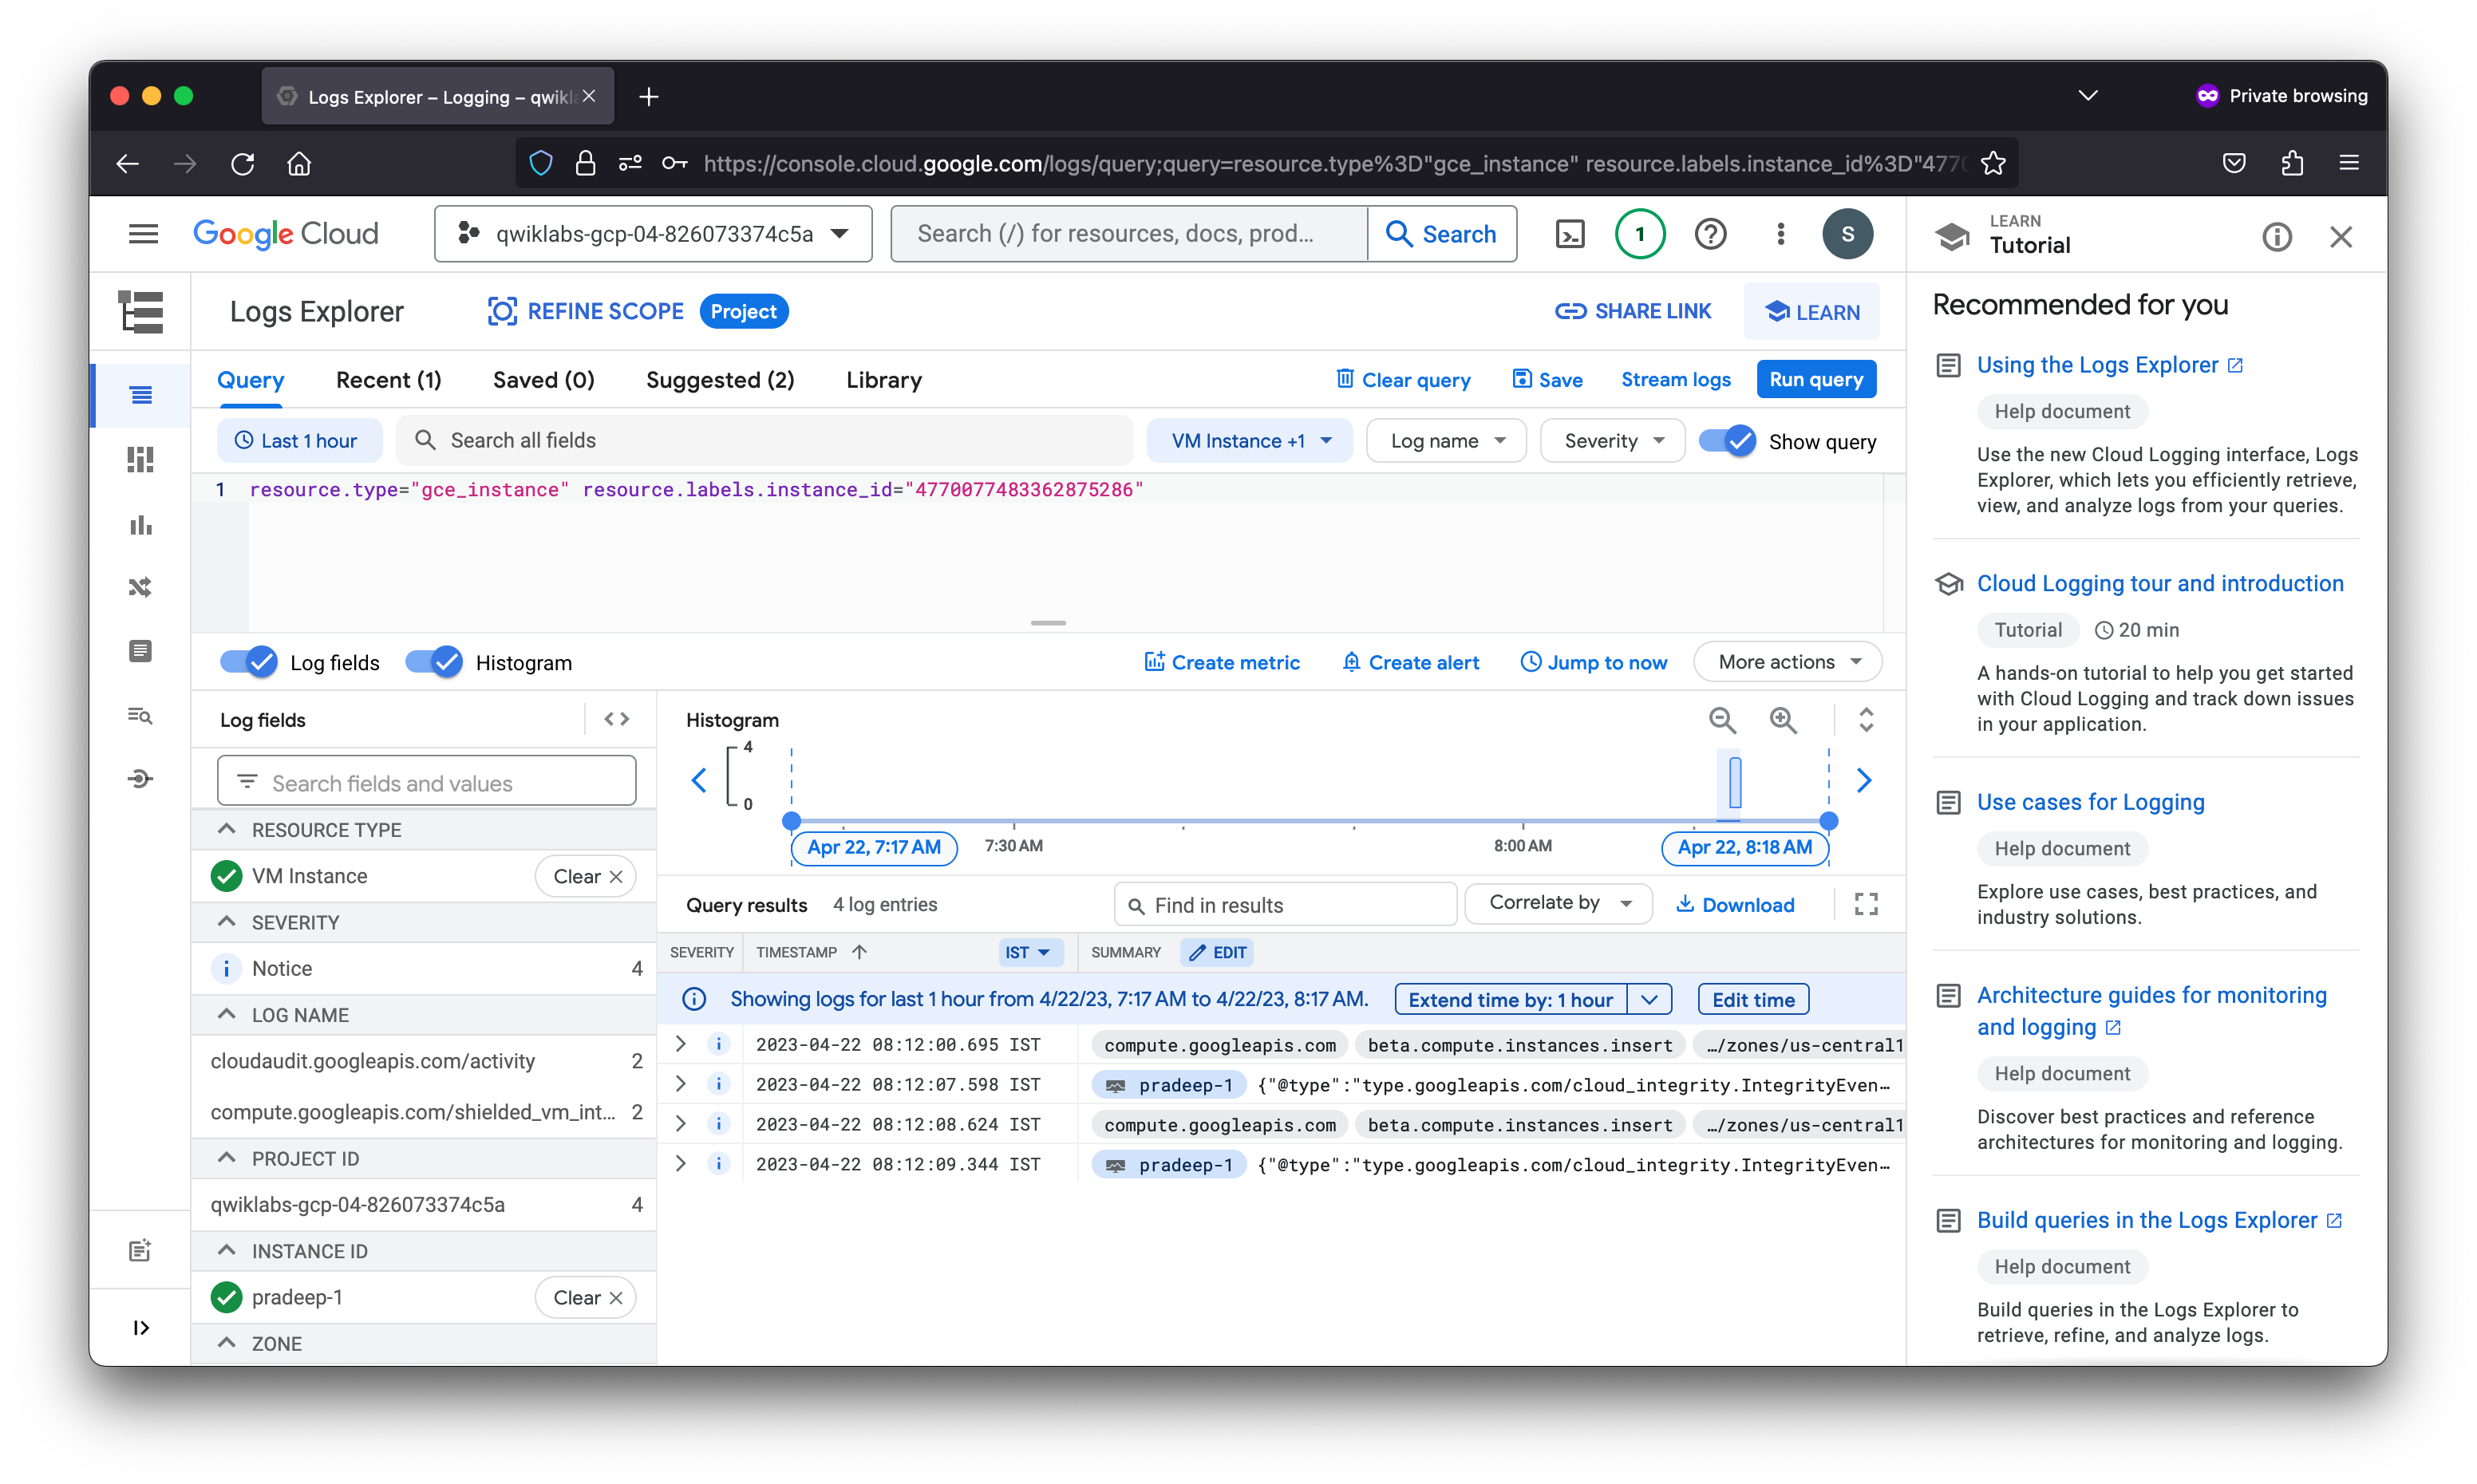 Logs Explorer – Logging – qwikl
Private browsing
https://console.cloud.google.com/logs/query;query=resource.type%3D"gce_instance" resource.labels.instance_id%3D"477
Google Cloud
qwiklabs-gcp-04-826073374c5a
Search (/) for resources, docs, prod...
Search
1
S
LEARN
Tutorial
Logs Explorer
REFINE SCOPE
Project
SHARE LINK
LEARN
Query
Recent (1)
Saved (0)
Suggested (2)
Library
Clear query
Save
Stream logs
Run query
Last 1 hour
Search all fields
VM Instance +1
Log name
Severity
Show query
1 resource.type="gce_instance" resource.labels.instance_id="4770077483362875286"
Log fields
Histogram
Create metric
Create alert
Jump to now
More actions
Log fields
Search fields and values
RESOURCE TYPE
VM Instance
Clear
SEVERITY
Notice 4
LOG NAME
cloudaudit.googleapis.com/activity 2
compute.googleapis.com/shielded_vm_int... 2
PROJECT ID
qwiklabs-gcp-04-826073374c5a 4
INSTANCE ID
pradeep-1
Clear
ZONE
Histogram
4
0
Apr 22, 7:17 AM
7:30 AM
8:00 AM
Apr 22, 8:18 AM
Query results
4 log entries
Find in results
Correlate by
Download
SEVERITY
TIMESTAMP
IST
SUMMARY
EDIT
Showing logs for last 1 hour from 4/22/23, 7:17 AM to 4/22/23, 8:17 AM.
Extend time by: 1 hour
Edit time
2023-04-22 08:12:00.695 IST compute.googleapis.com beta.compute.instances.insert …/zones/us-central1
2023-04-22 08:12:07.598 IST pradeep-1 {"@type":"type.googleapis.com/cloud_integrity.IntegrityEven…
2023-04-22 08:12:08.624 IST compute.googleapis.com beta.compute.instances.insert …/zones/us-central1
2023-04-22 08:12:09.344 IST pradeep-1 {"@type":"type.googleapis.com/cloud_integrity.IntegrityEven…
Recommended for you
Using the Logs Explorer
Help document
Use the new Cloud Logging interface, Logs
Explorer, which lets you efficiently retrieve,
view, and analyze logs from your queries.
Cloud Logging tour and introduction
Tutorial
20 min
A hands-on tutorial to help you get started
with Cloud Logging and track down issues
in your application.
Use cases for Logging
Help document
Explore use cases, best practices, and
industry solutions.
Architecture guides for monitoring
and logging
Help document
Discover best practices and reference
architectures for monitoring and logging.
Build queries in the Logs Explorer
Help document
Build queries in the Logs Explorer to
retrieve, refine, and analyze logs.